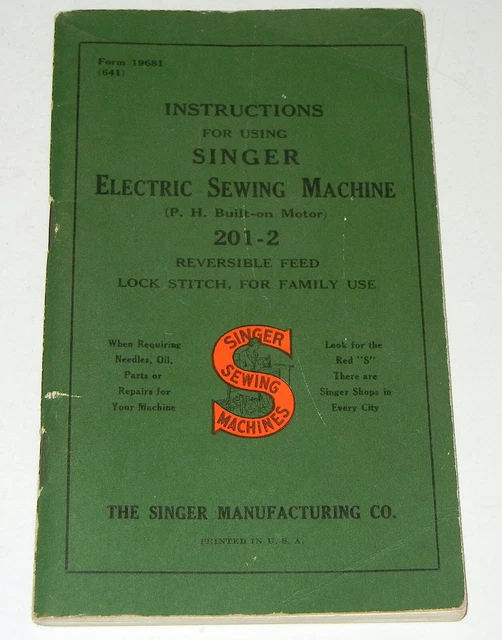 Form 19681
(641)
INSTRUCTIONS
FOR USING
SINGER
ELECTRIC SEWING MACHINE
(P. H. Built-on Motor)
201-2
REVERSIBLE FEED
LOCK STITCH, FOR FAMILY USE
When Requiring
Needles, Oil,
Parts or
Repairs for
Your Machine
SINGER
SEWING
MACHINES
Look for the
Red "S"
There are
Singer Shops in
Every City
THE SINGER MANUFACTURING CO.
PRINTED IN U. S. A.